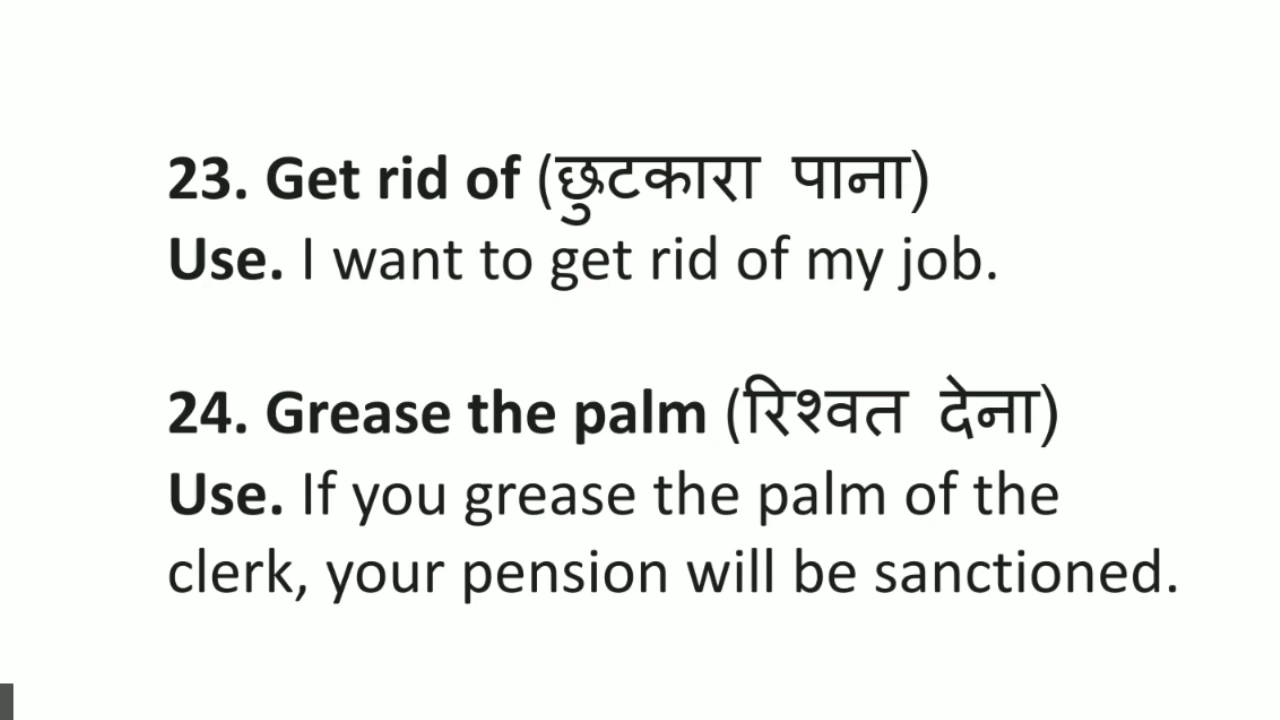 23. Get rid of (छुटकारा पाना)
Use. I want to get rid of my job.
24. Grease the palm (रिश्वत देना)
Use. If you grease the palm of the
clerk, your pension will be sanctioned.